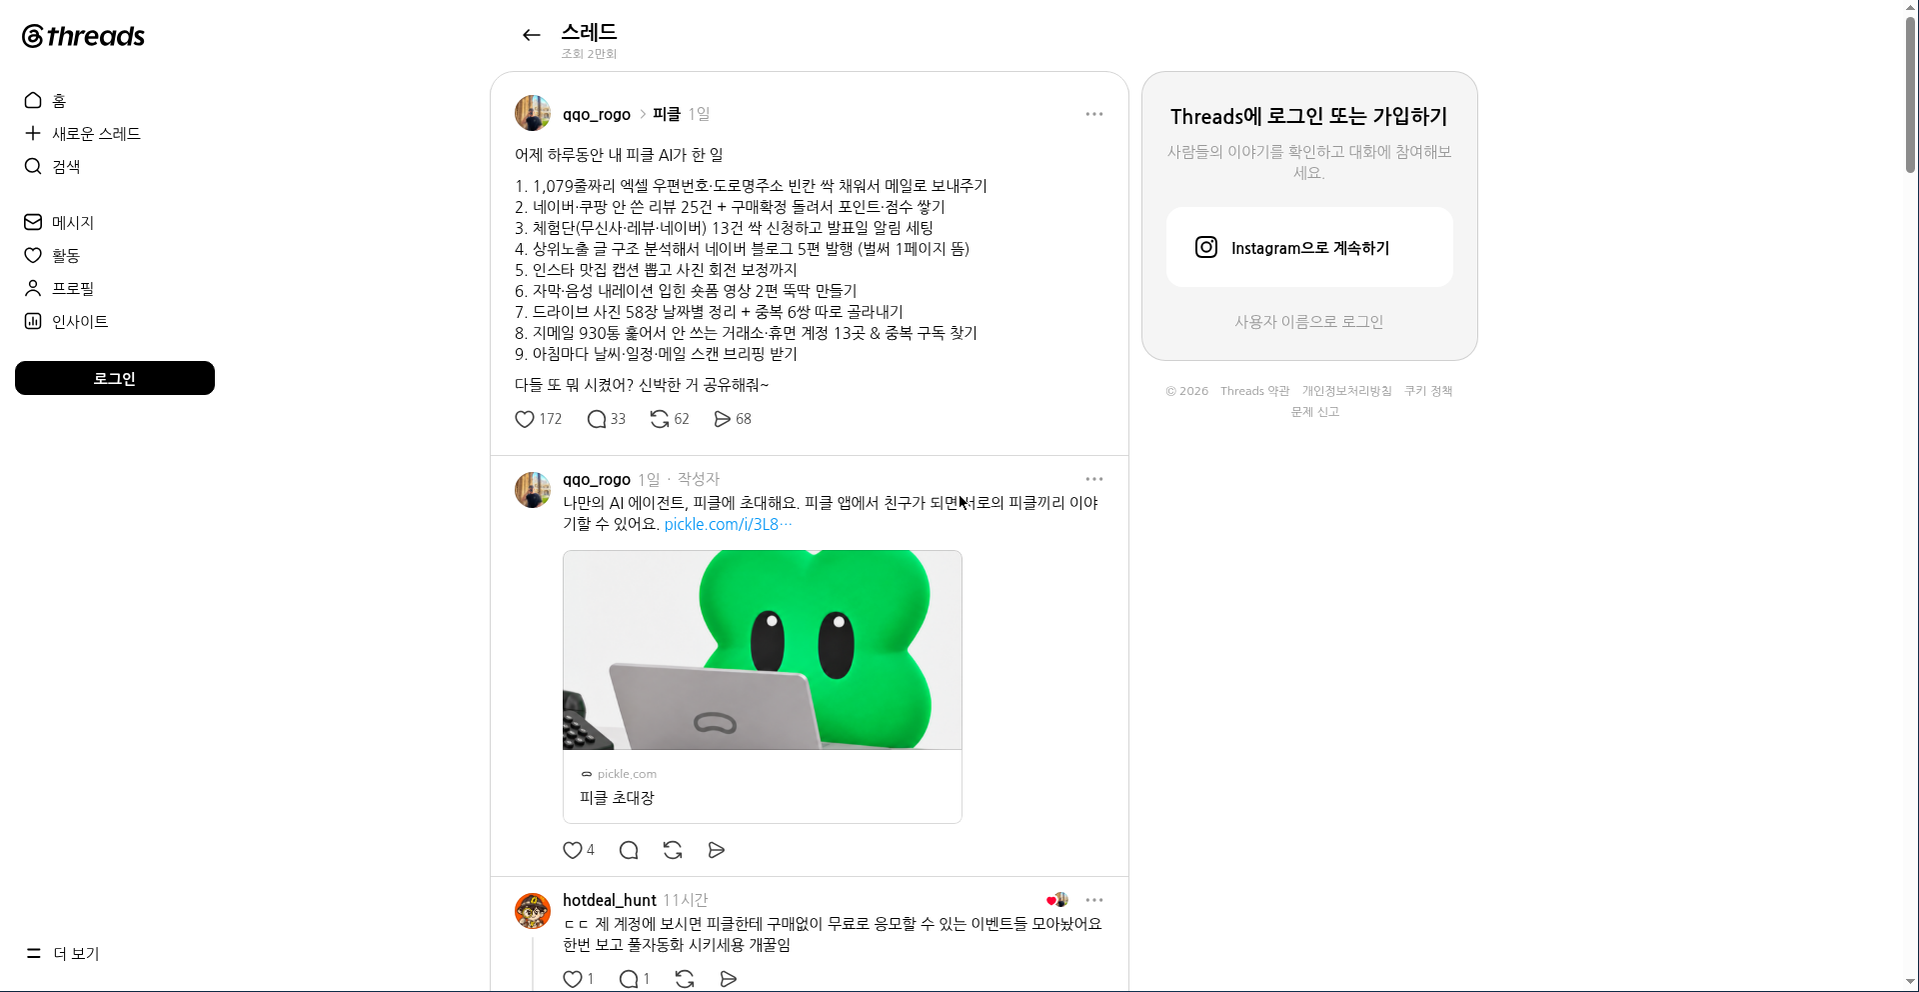 threads
홈
새로운 스레드
검색
메시지
활동
프로필
인사이트
로그인
더 보기
스레드
조회 2만회
qqo_rogo > 피클 1일
어제 하루동안 내 피클 AI가 한 일
1. 1,079줄짜리 엑셀 우편번호·도로명주소 빈칸 싹 채워서 메일로 보내주기
2. 네이버·쿠팡 안 쓴 리뷰 25건 + 구매확정 돌려서 포인트·점수 쌓기
3. 체험단(무신사·레뷰·네이버) 13건 싹 신청하고 발표일 알림 세팅
4. 상위노출 글 구조 분석해서 네이버 블로그 5편 발행 (벌써 1페이지 뜸)
5. 인스타 맛집 캡션 뽑고 사진 회전 보정까지
6. 자막·음성 내레이션 입힌 숏폼 영상 2편 뚝딱 만들기
7. 드라이브 사진 58장 날짜별 정리 + 중복 6쌍 따로 골라내기
8. 지메일 930통 훑어서 안 쓰는 거래소·휴면 계정 13곳 & 중복 구독 찾기
9. 아침마다 날씨·일정·메일 스캔 브리핑 받기
다들 또 뭐 시켰어? 신박한 거 공유해줘~
172 33 62 68
qqo_rogo 1일 · 작성자
나만의 AI 에이전트, 피클에 초대해요. 피클 앱에서 친구가 되면 서로의 피클끼리 이야
기할 수 있어요. pickle.com/i/3L8…
pickle.com
피클 초대장
4
hotdeal_hunt 11시간
ㄷㄷ 제 계정에 보시면 피클한테 구매없이 무료로 응모할 수 있는 이벤트들 모아놨어요
한번 보고 풀자동화 시키세용 개꿀임
1 1
Threads에 로그인 또는 가입하기
사람들의 이야기를 확인하고 대화에 참여해보
세요.
Instagram으로 계속하기
사용자 이름으로 로그인
© 2026 Threads 약관 개인정보처리방침 쿠키 정책
문제 신고